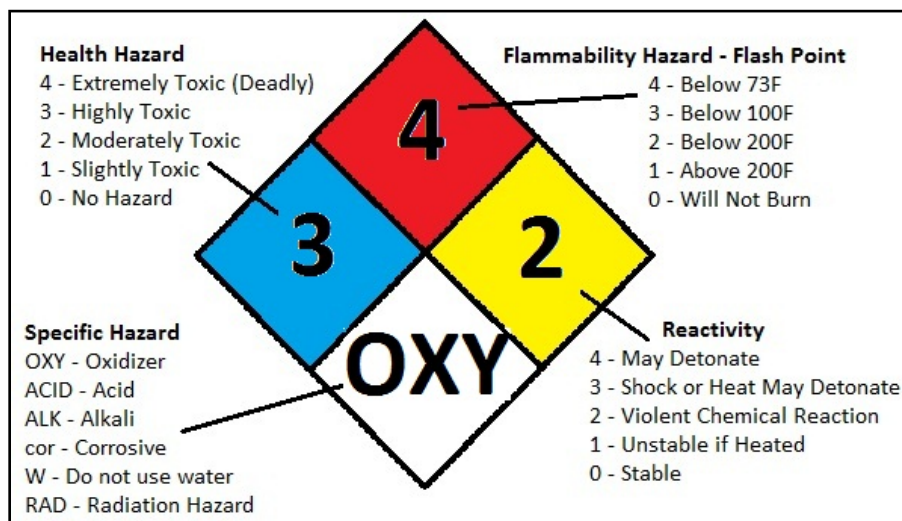 Health Hazard
4 - Extremely Toxic (Deadly)
3 - Highly Toxic
2 - Moderately Toxic
1 - Slightly Toxic
0 - No Hazard
Flammability Hazard - Flash Point
4 - Below 73F
3 - Below 100F
2 - Below 200F
1 - Above 200F
0 - Will Not Burn
4
3
2
OXY
Specific Hazard
OXY - Oxidizer
ACID - Acid
ALK - Alkali
cor - Corrosive
W - Do not use water
RAD - Radiation Hazard
Reactivity
4 - May Detonate
3 - Shock or Heat May Detonate
2 - Violent Chemical Reaction
1 - Unstable if Heated
0 - Stable